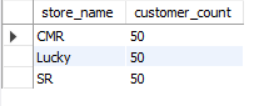 store_name customer_count
CMR 50
Lucky 50
SR 50